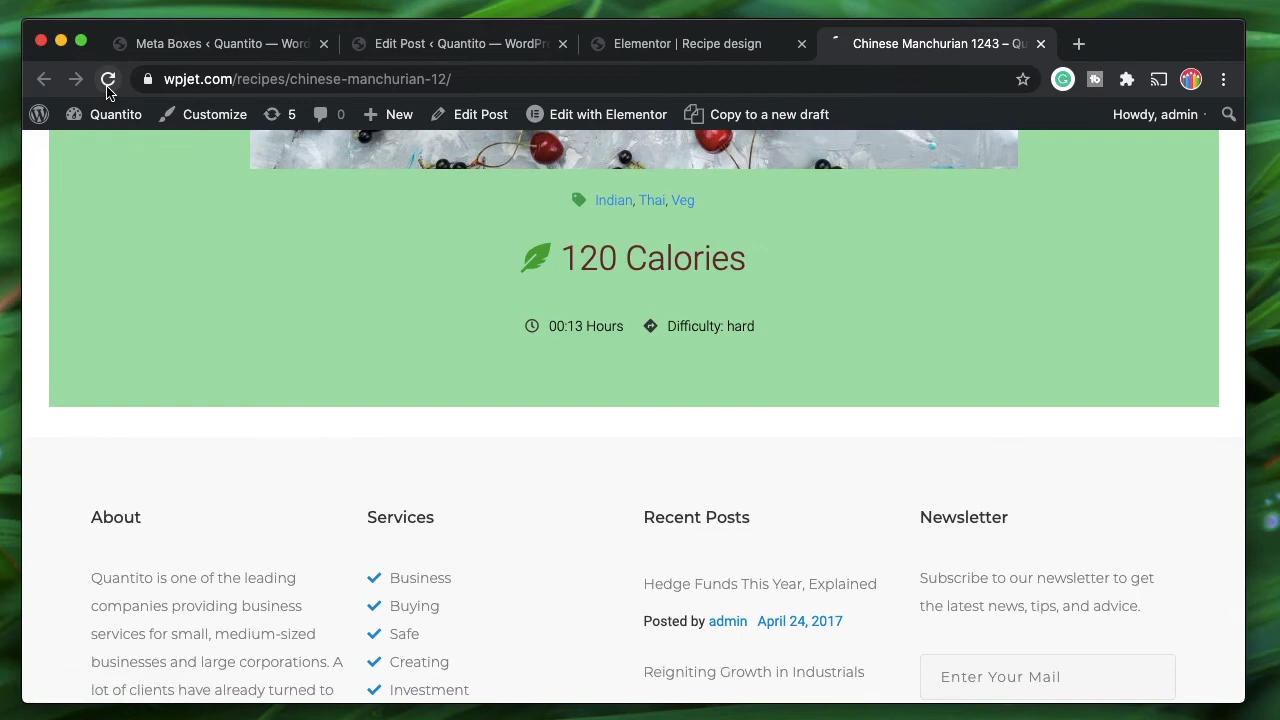 Meta Boxes ‹ Quantito — Word
Edit Post ‹ Quantito — WordPr
Elementor | Recipe design
Chinese Manchurian 1243 – Qu
wpjet.com/recipes/chinese-manchurian-12/
Quantito
Customize
5
0
New
Edit Post
Edit with Elementor
Copy to a new draft
Howdy, admin
Indian, Thai, Veg
120 Calories
00:13 Hours
Difficulty: hard
About
Quantito is one of the leading
companies providing business
services for small, medium-sized
businesses and large corporations. A
lot of clients have already turned to
Services
Business
Buying
Safe
Creating
Investment
Recent Posts
Hedge Funds This Year, Explained
Posted by admin April 24, 2017
Reigniting Growth in Industrials
Newsletter
Subscribe to our newsletter to get
the latest news, tips, and advice.
Enter Your Mail